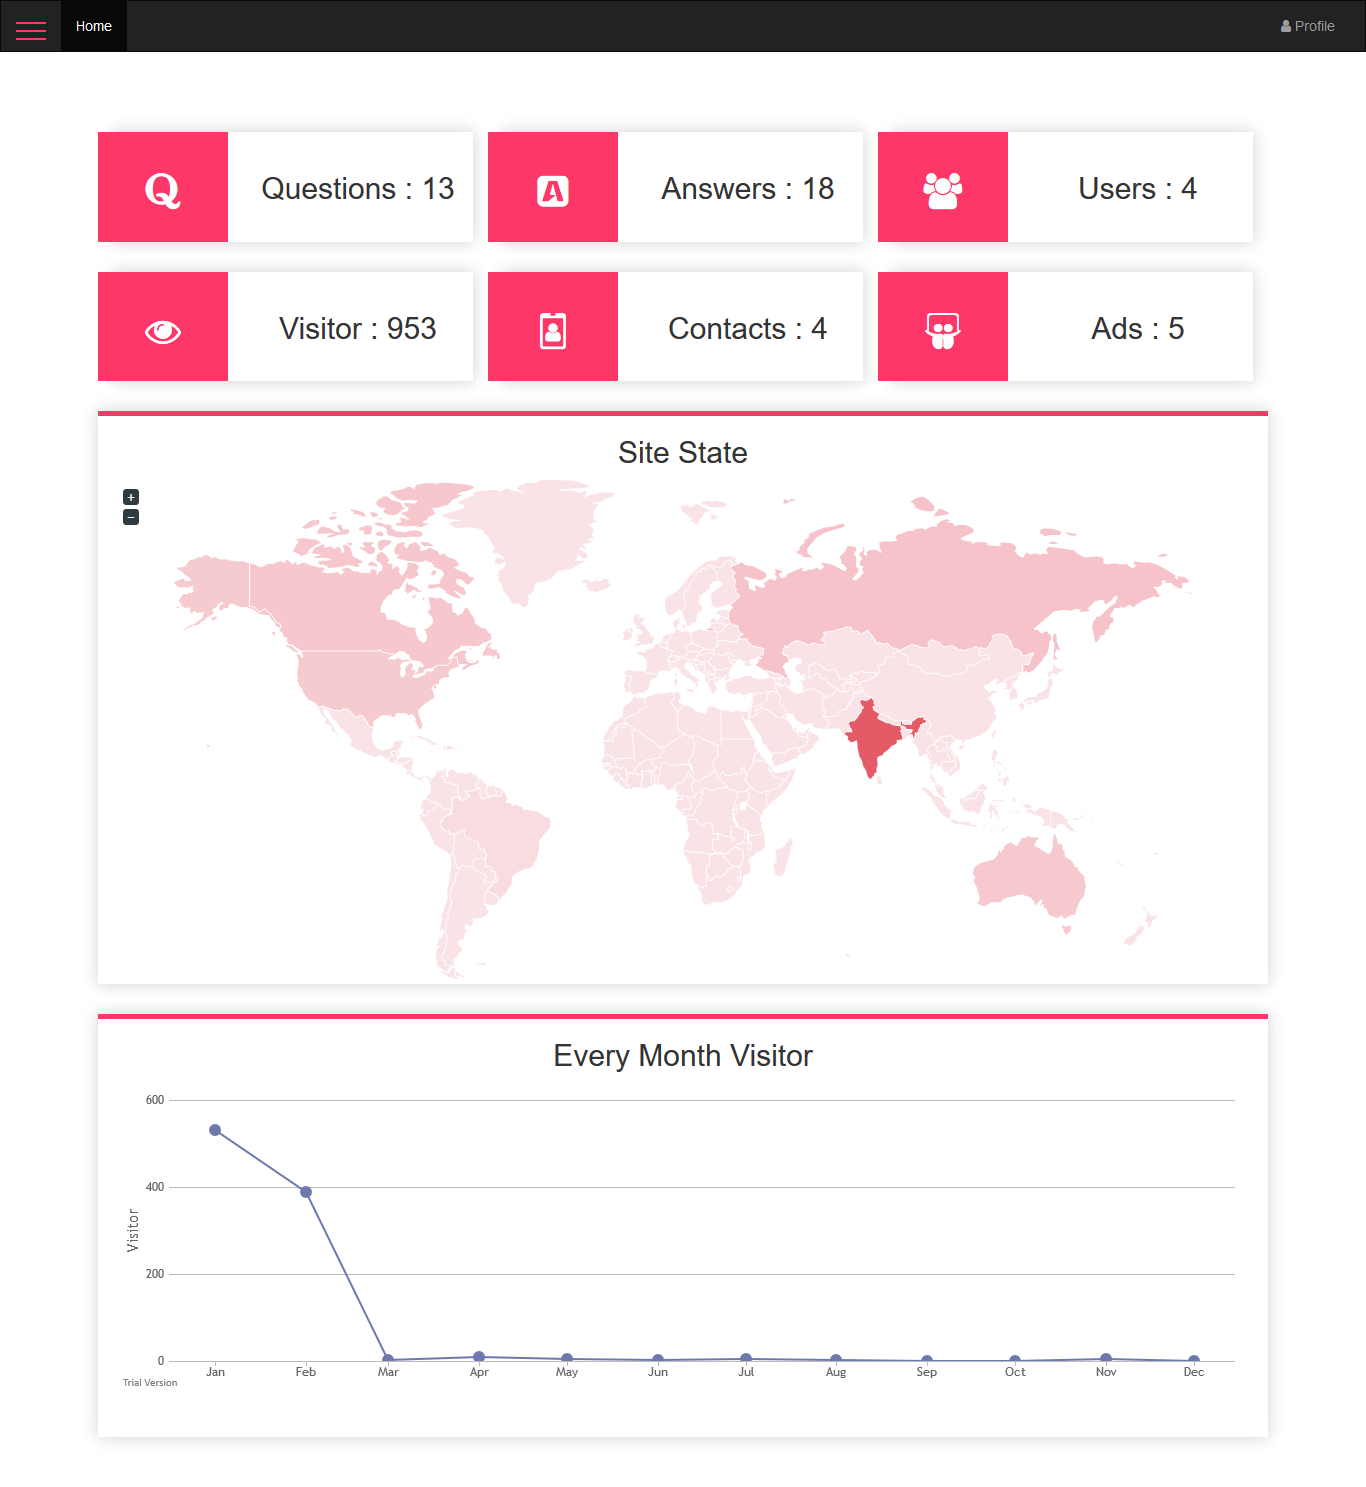 Home
Profile
Q
Questions : 13
A
Answers : 18
Users : 4
Visitor : 953
Contacts : 4
Ads : 5
Site State
+
−
Every Month Visitor
600
400
200
0
Visitor
Jan Feb Mar Apr May Jun Jul Aug Sep Oct Nov Dec
Trial Version